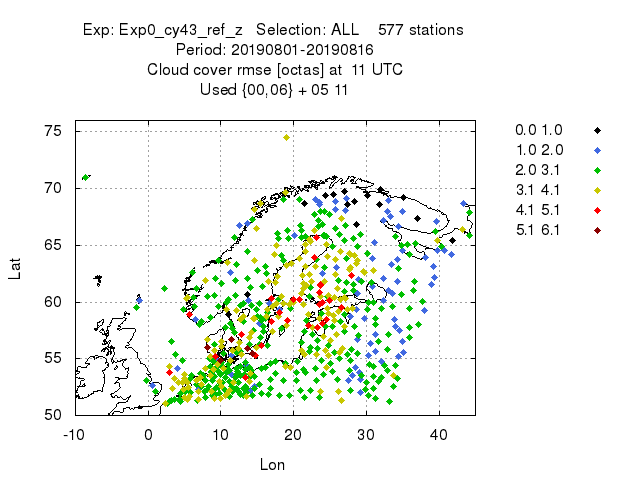 Exp: Exp0_cy43_ref_z   Selection: ALL    577 stations
Period: 20190801-20190816
Cloud cover rmse [octas] at  11 UTC
Used {00,06} + 05 11
0.0 1.0
1.0 2.0
2.0 3.1
3.1 4.1
4.1 5.1
5.1 6.1
75
70
65
60
55
50
Lat
-10 0 10 20 30 40
Lon